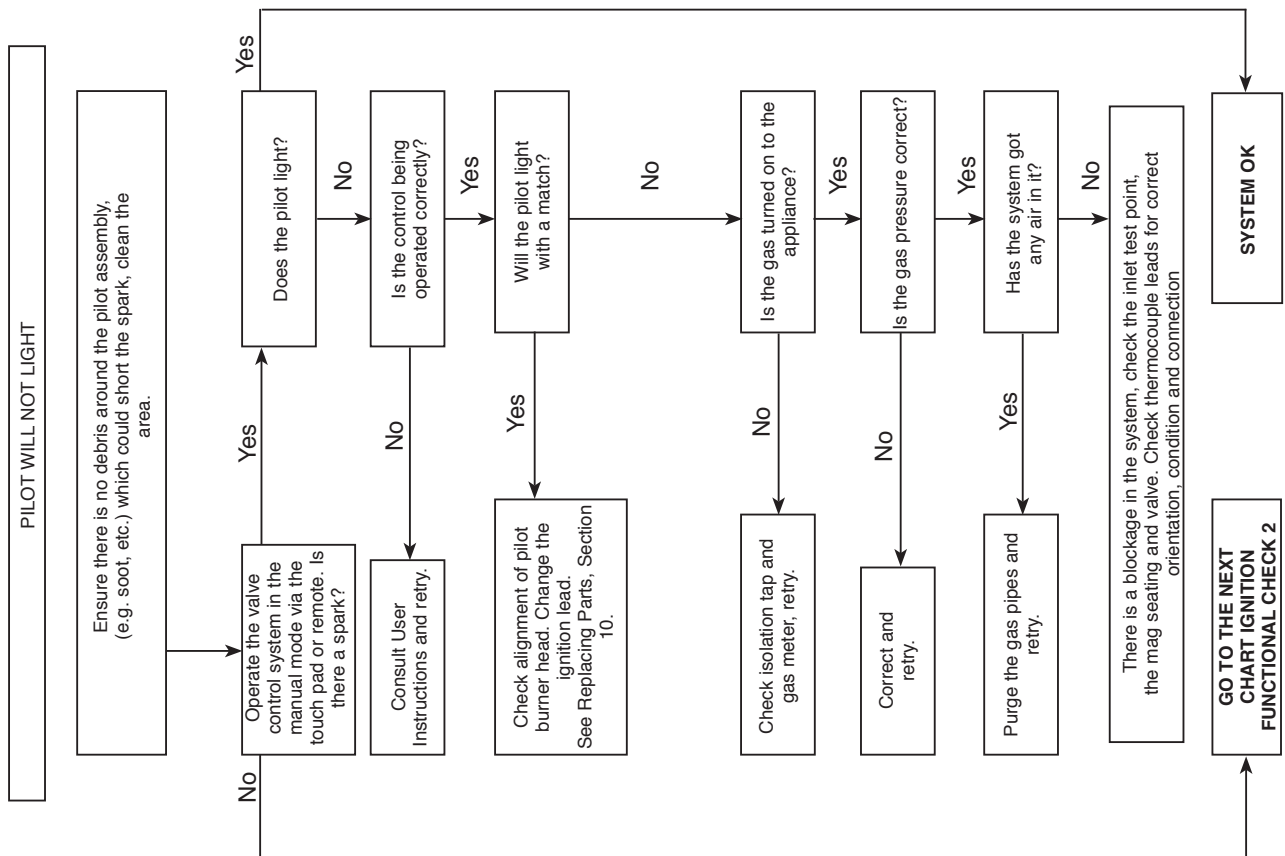 PILOT WILL NOT LIGHT
Ensure there is no debris around the pilot assembly,
(e.g. soot, etc.) which could short the spark, clean the
area.
Operate the valve
control system in the
manual mode via the
touch pad or remote. Is
there a spark?
Yes
No
Does the pilot light?
Yes
No
Is the control being
operated correctly?
No
Consult User
Instructions and retry.
Yes
Will the pilot light
with a match?
Yes
Check alignment of pilot
burner head. Change the
ignition lead.
See Replacing Parts, Section
10.
No
Is the gas turned on to the
appliance?
No
Check isolation tap and
gas meter, retry.
Yes
Is the gas pressure correct?
No
Correct and
retry.
Yes
Has the system got
any air in it?
Yes
Purge the gas pipes and
retry.
No
There is a blockage in the system, check the inlet test point,
the mag seating and valve. Check thermocouple leads for correct
orientation, condition and connection
GO TO THE NEXT
CHART IGNITION
FUNCTIONAL CHECK 2
SYSTEM OK